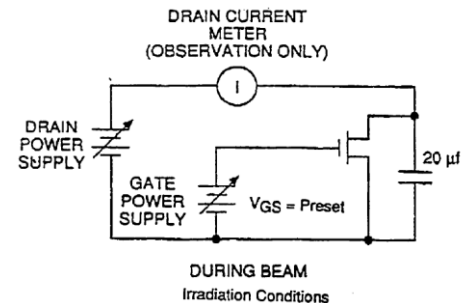 DRAIN CURRENT
METER
(OBSERVATION ONLY)
I
DRAIN
POWER
SUPPLY
GATE
POWER
SUPPLY
VGS = Preset
20 µf
DURING BEAM
Irradiation Conditions